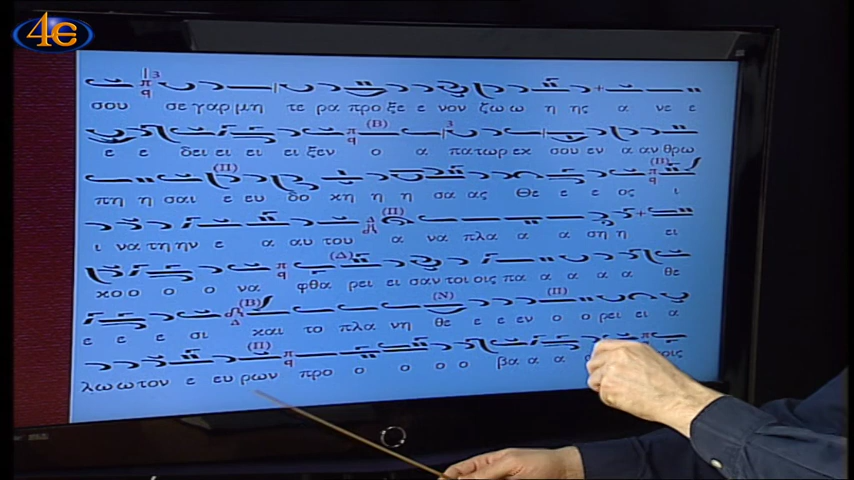 4ε
σου σε γαρ μη τε ρα προ ξε ε νον ζω ω η ης α νε ε
ε ε δει ει ει ει ξεν ο α πατωρ εκ σου εν α αν θρω
πη η σαι ε ευ δο κη η η σα ας Θε ε ε ε ος ι
ι να τη ην ε α αυ του α να πλα α α ση η ει
κο ο ο ο να φθα ρει ει σαν τοι οις πα α α α α θε
ε ε ε σι και το πλα νη θε ε ε εν ο ο ρει ει α
λω ω τον ε ευ ρων προ ο ο ο ο βα α α οις